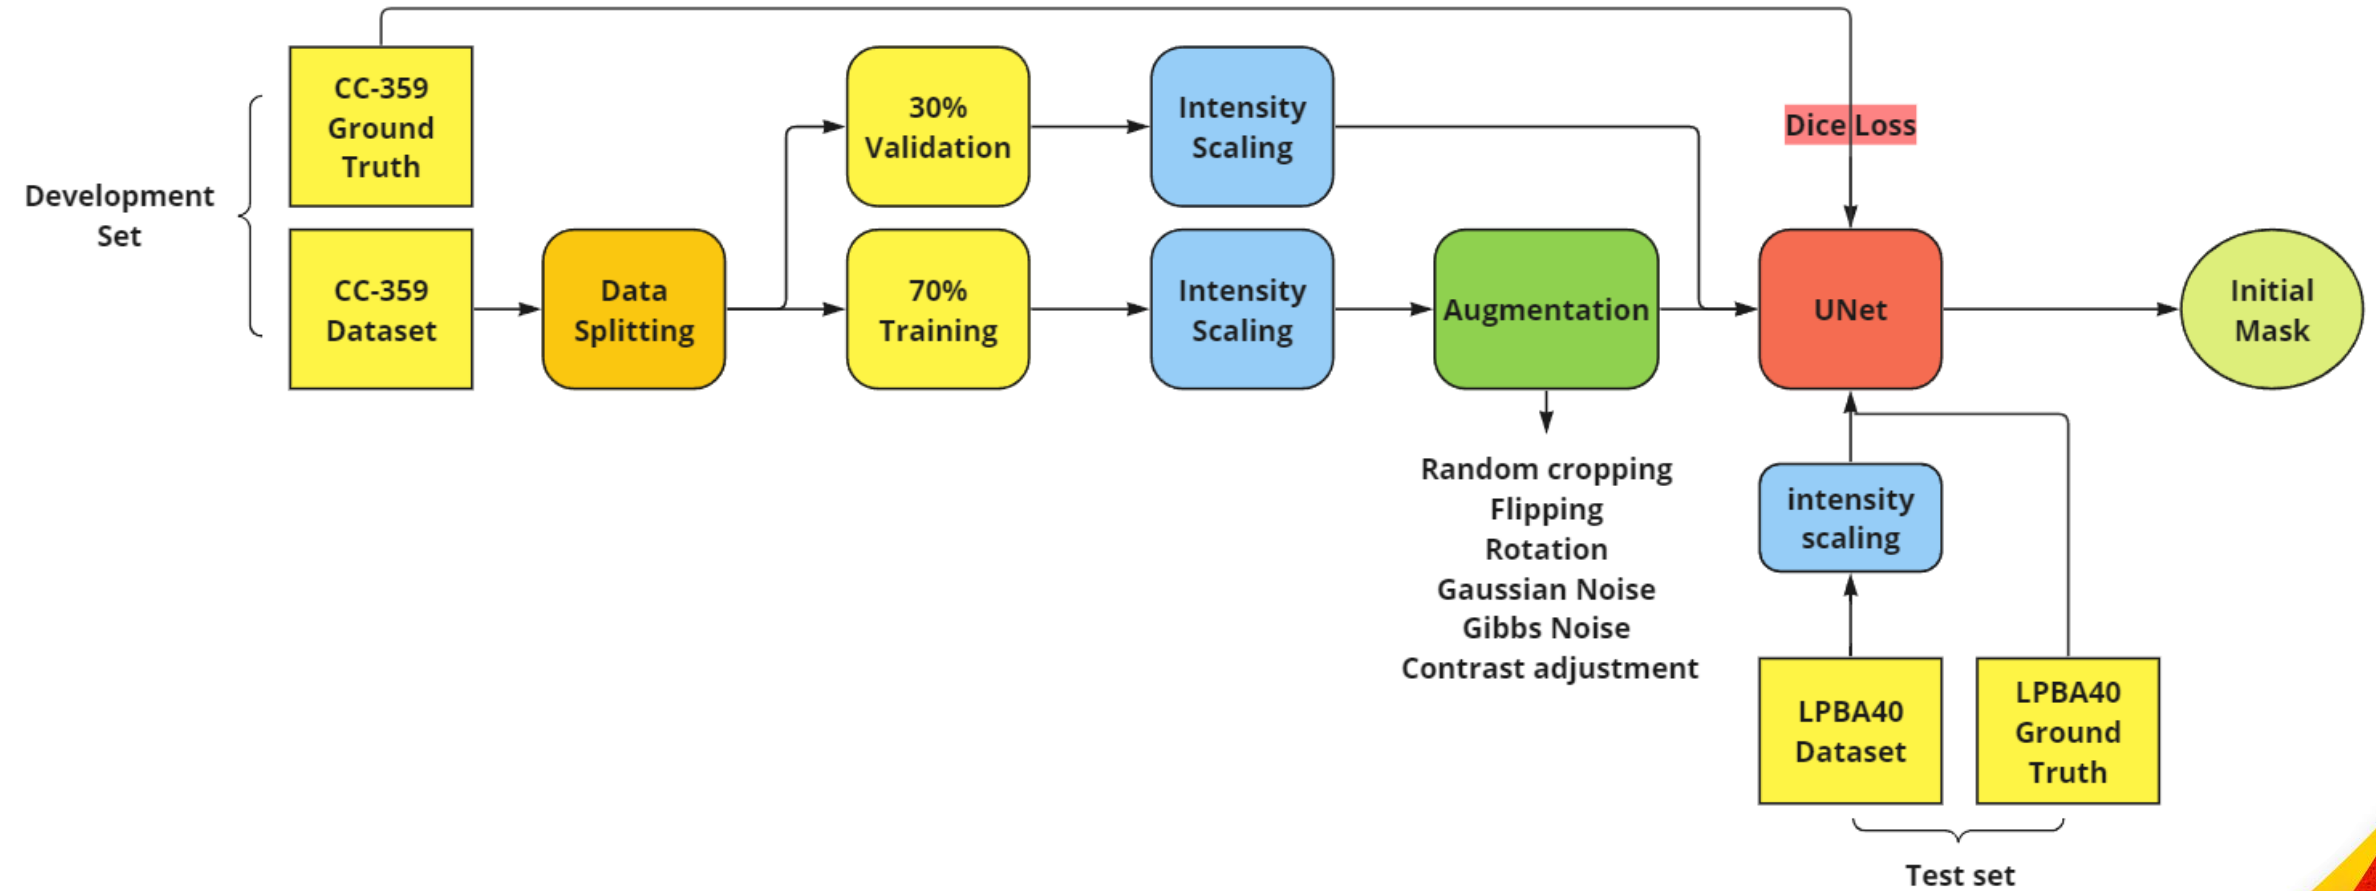 CC-359
Ground
Truth
30%
Validation
Intensity
Scaling
Dice Loss
Development
Set
CC-359
Dataset
Data
Splitting
70%
Training
Intensity
Scaling
Augmentation
UNet
Initial
Mask
Random cropping
Flipping
Rotation
Gaussian Noise
Gibbs Noise
Contrast adjustment
intensity
scaling
LPBA40
Dataset
LPBA40
Ground
Truth
Test set